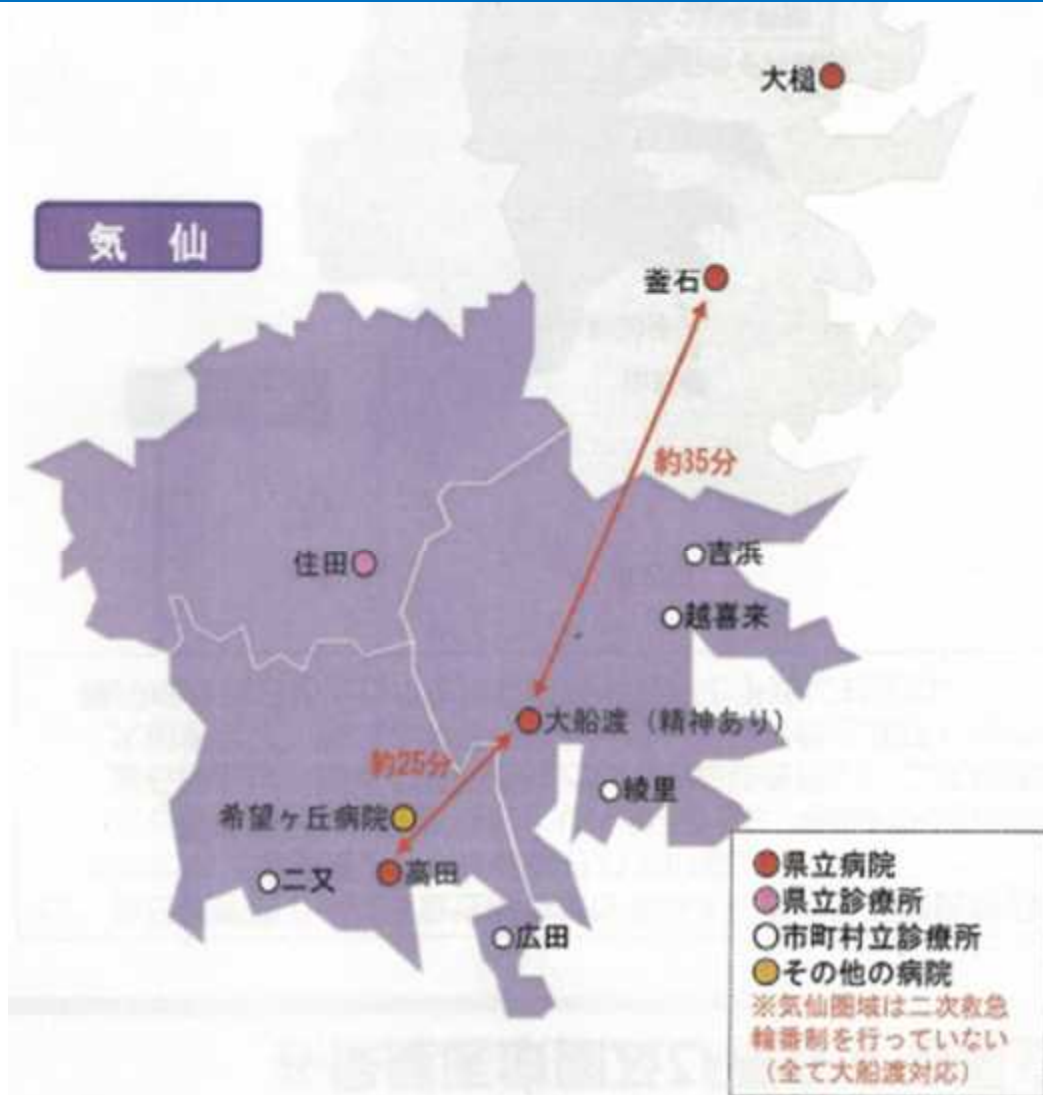 大槌
気 仙
釜石
約35分
吉浜
住田
越喜来
大船渡（精神あり）
約25分
綾里
希望ヶ丘病院
高田
二又
広田
県立病院
県立診療所
市町村立診療所
その他の病院
※気仙圏域は二次救急
輪番制を行っていない
（全て大船渡対応）